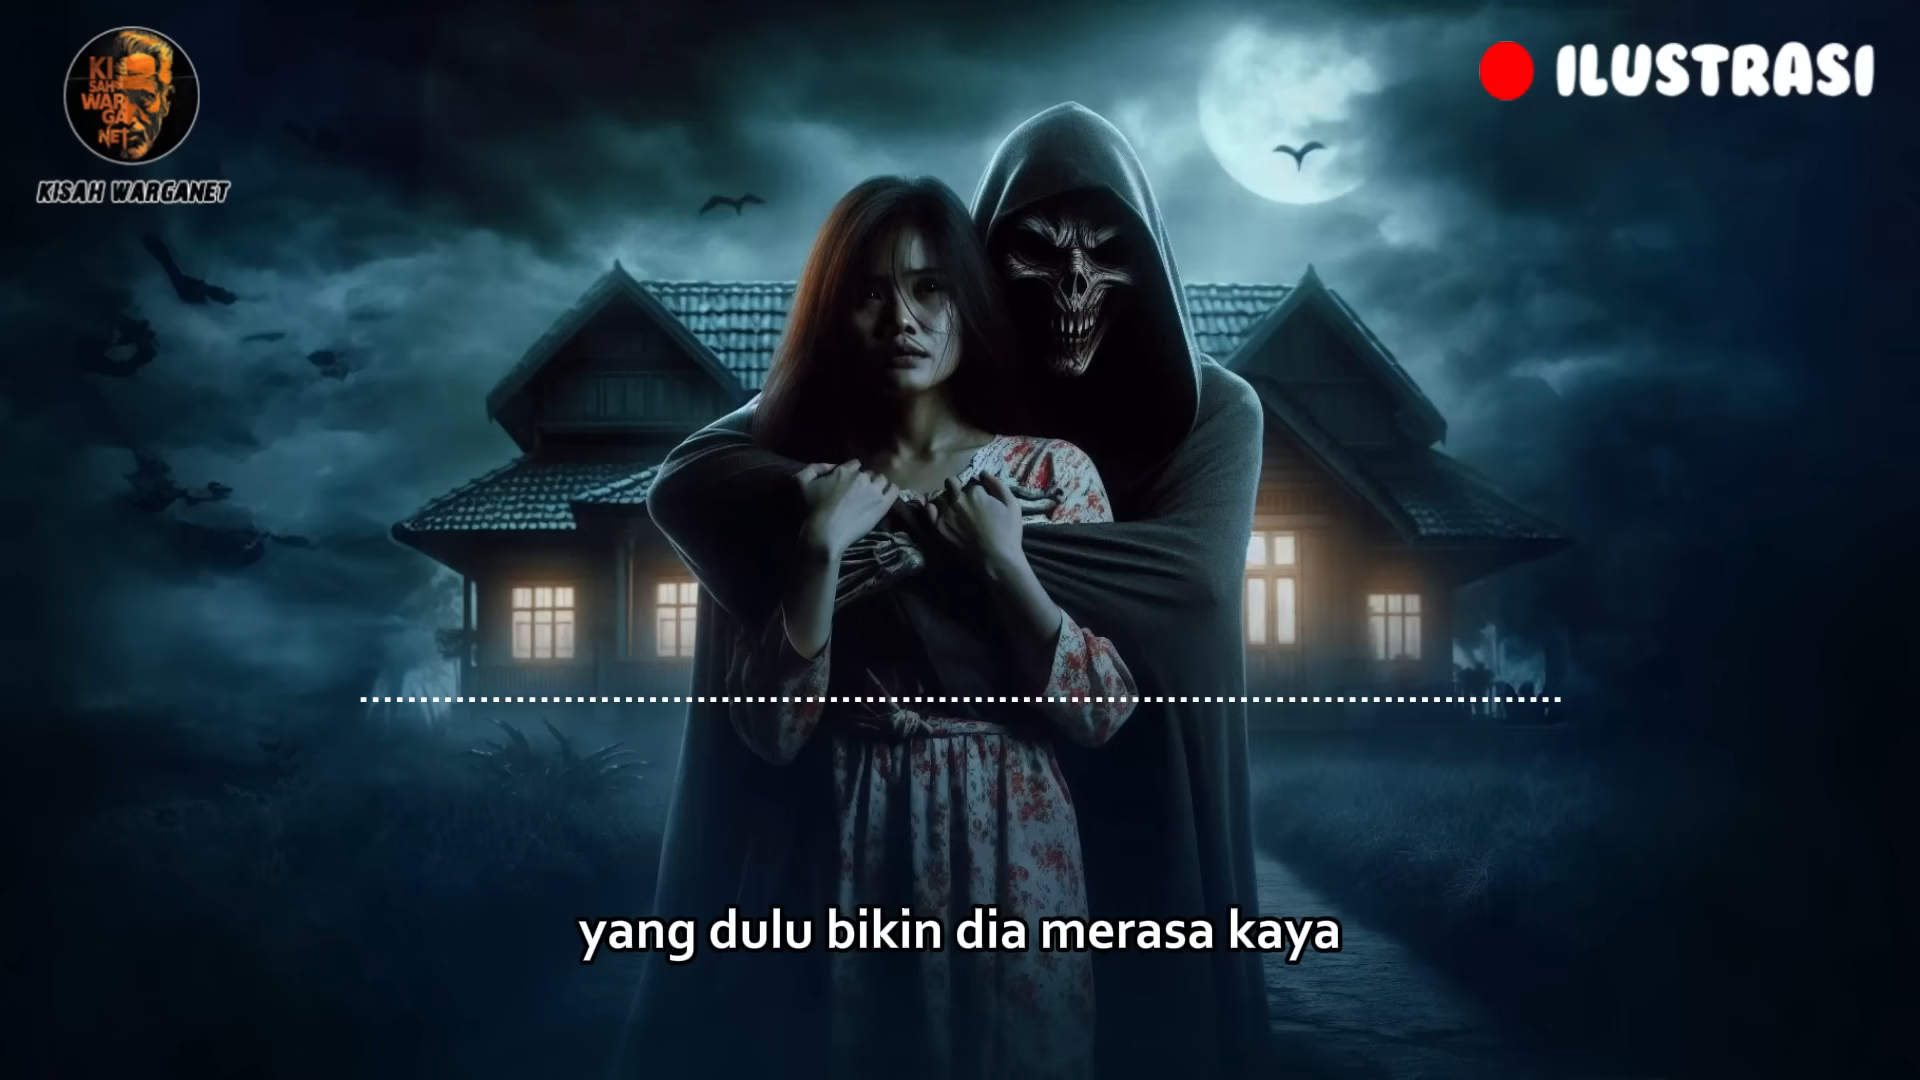 KI
SAH
WAR
GA
NET
KISAH WARGANET
ILUSTRASI
yang dulu bikin dia merasa kaya